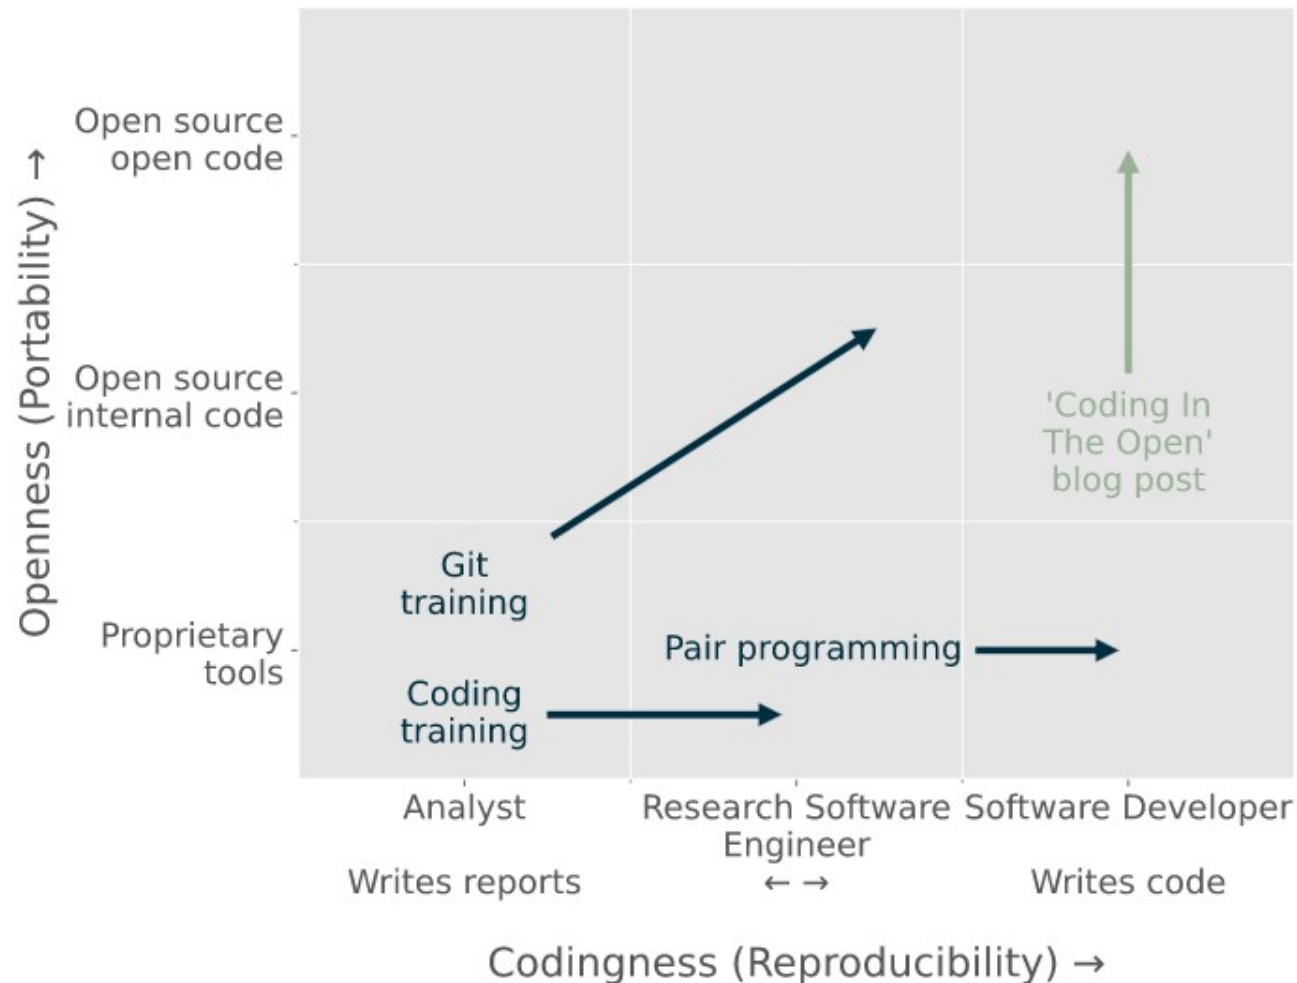 Openness (Portability) →
Open source
open code
Open source
internal code
Proprietary
tools
'Coding In
The Open'
blog post
Git
training
Pair programming
Coding
training
Analyst
Research Software
Engineer
Software Developer
Writes reports
← →
Writes code
Codingness (Reproducibility) →